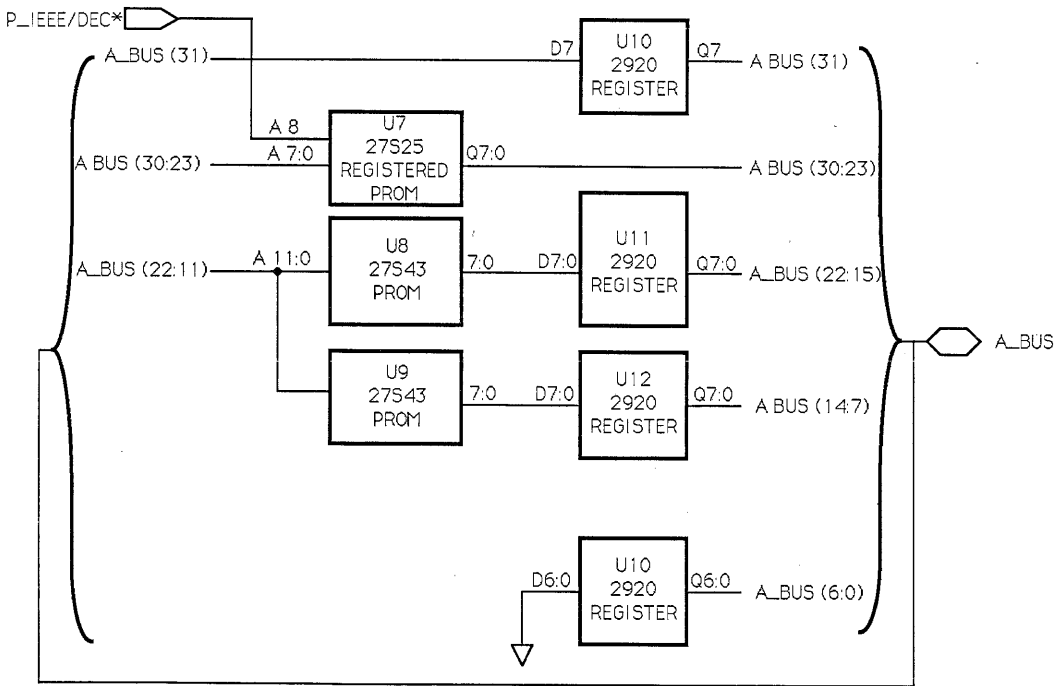 P_IEEE/DEC*
A_BUS (31)
D7
U10
2920
REGISTER
Q7
A BUS (31)
A 8
A BUS (30:23)
A 7:0
U7
27S25
REGISTERED
PROM
Q7:0
A BUS (30:23)
A_BUS (22:11)
A 11:0
U8
27S43
PROM
7:0
D7:0
U11
2920
REGISTER
Q7:0
A_BUS (22:15)
A_BUS
U9
27S43
PROM
7:0
D7:0
U12
2920
REGISTER
Q7:0
A BUS (14:7)
D6:0
U10
2920
REGISTER
Q6:0
A_BUS (6:0)